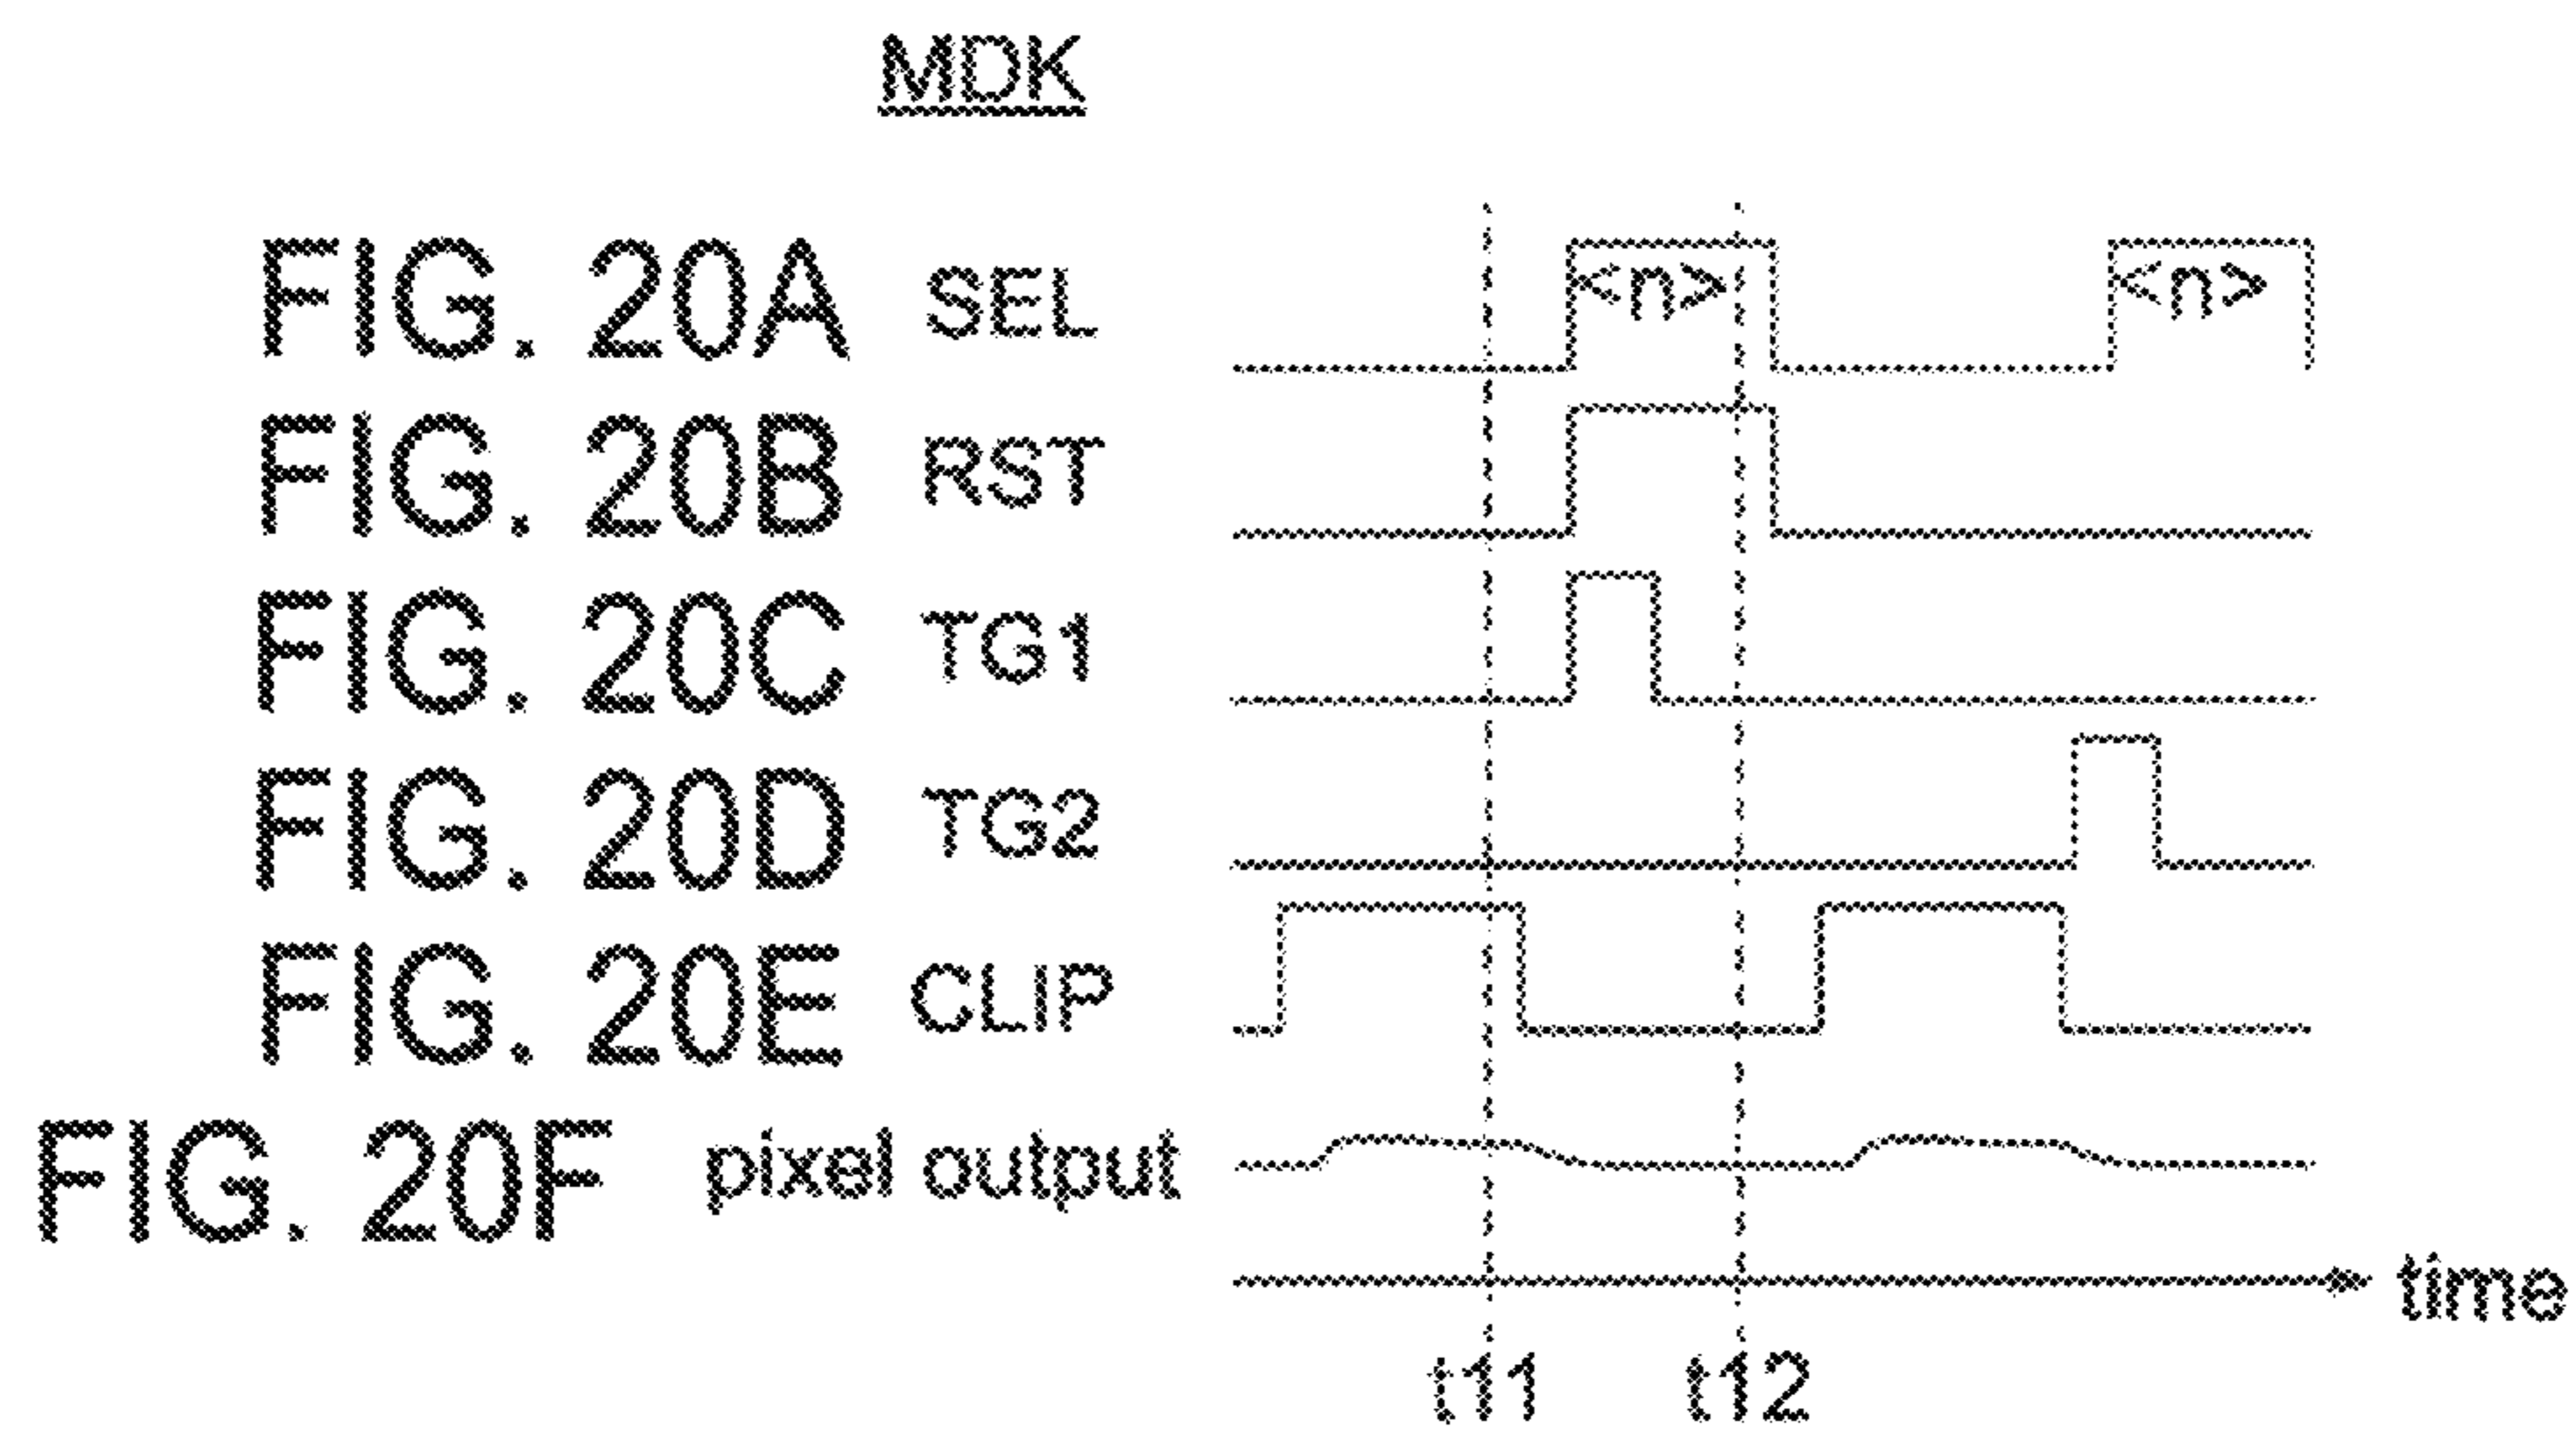 MDK
FIG. 20A SEL <n> <n>
FIG. 20B RST
FIG. 20C TG1
FIG. 20D TG2
FIG. 20E CLIP
FIG. 20F pixel output
time
t11 t12